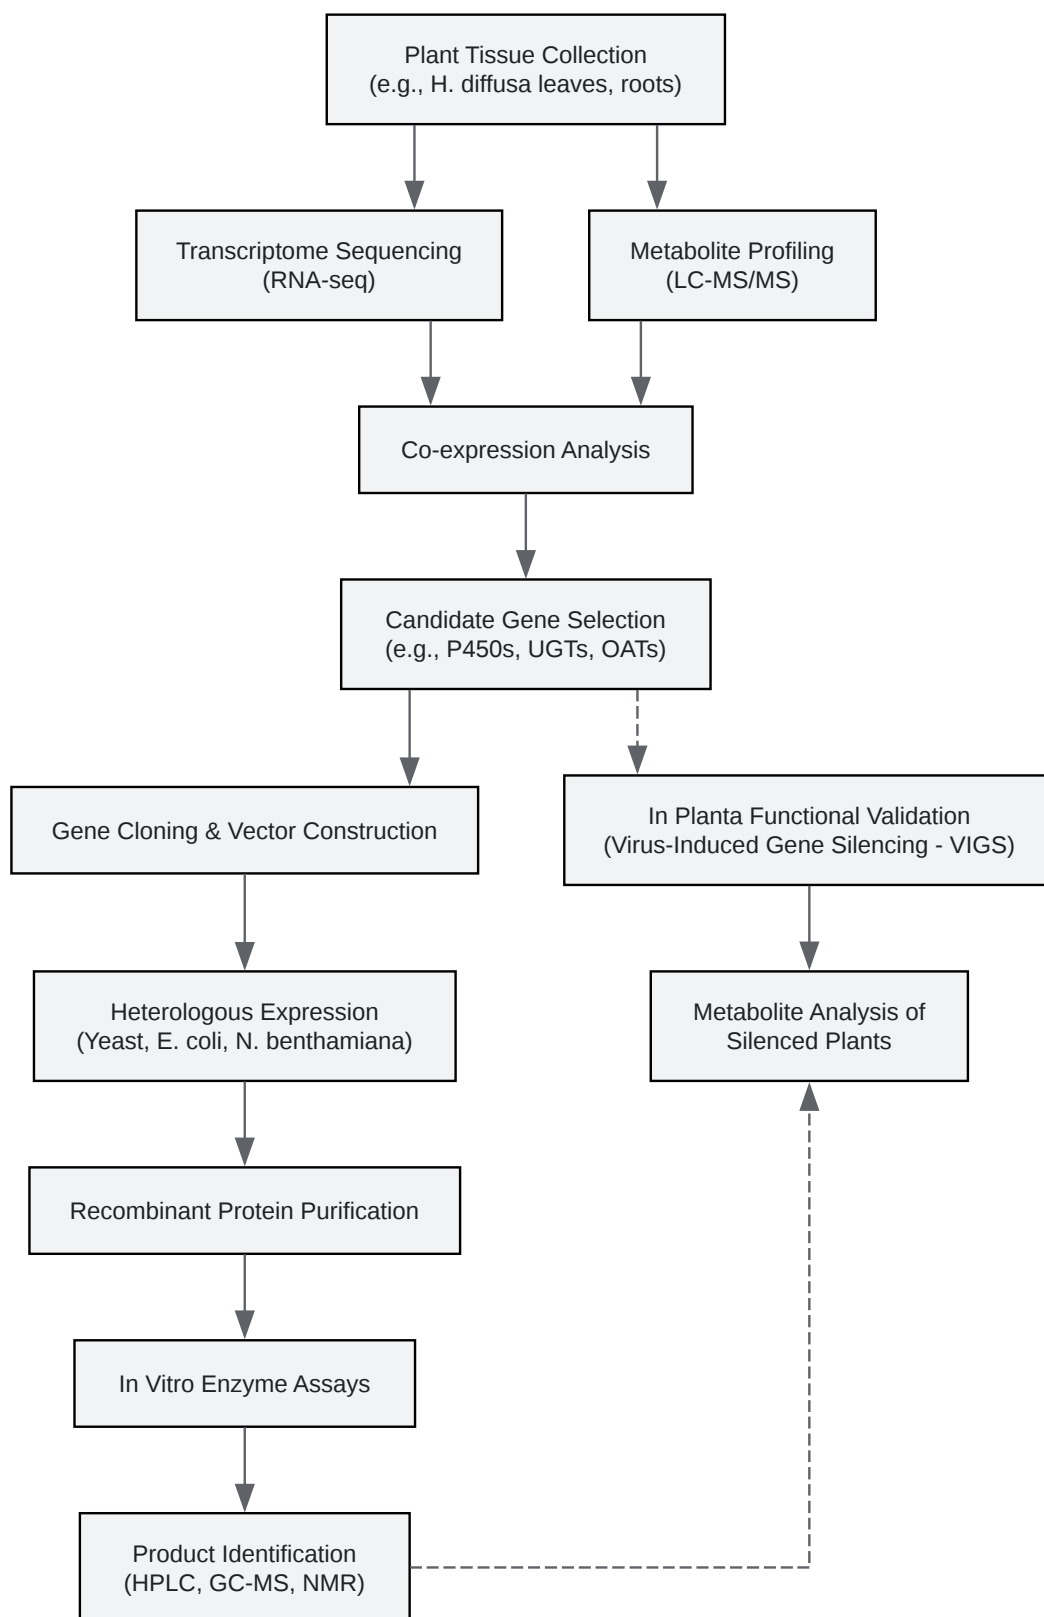 Plant Tissue Collection
(e.g., H. diffusa leaves, roots)
Transcriptome Sequencing
(RNA-seq)
Metabolite Profiling
(LC-MS/MS)
Co-expression Analysis
Candidate Gene Selection
(e.g., P450s, UGTs, OATs)
Gene Cloning & Vector Construction
In Planta Functional Validation
(Virus-Induced Gene Silencing - VIGS)
Heterologous Expression
(Yeast, E. coli, N. benthamiana)
Metabolite Analysis of
Silenced Plants
Recombinant Protein Purification
In Vitro Enzyme Assays
Product Identification
(HPLC, GC-MS, NMR)